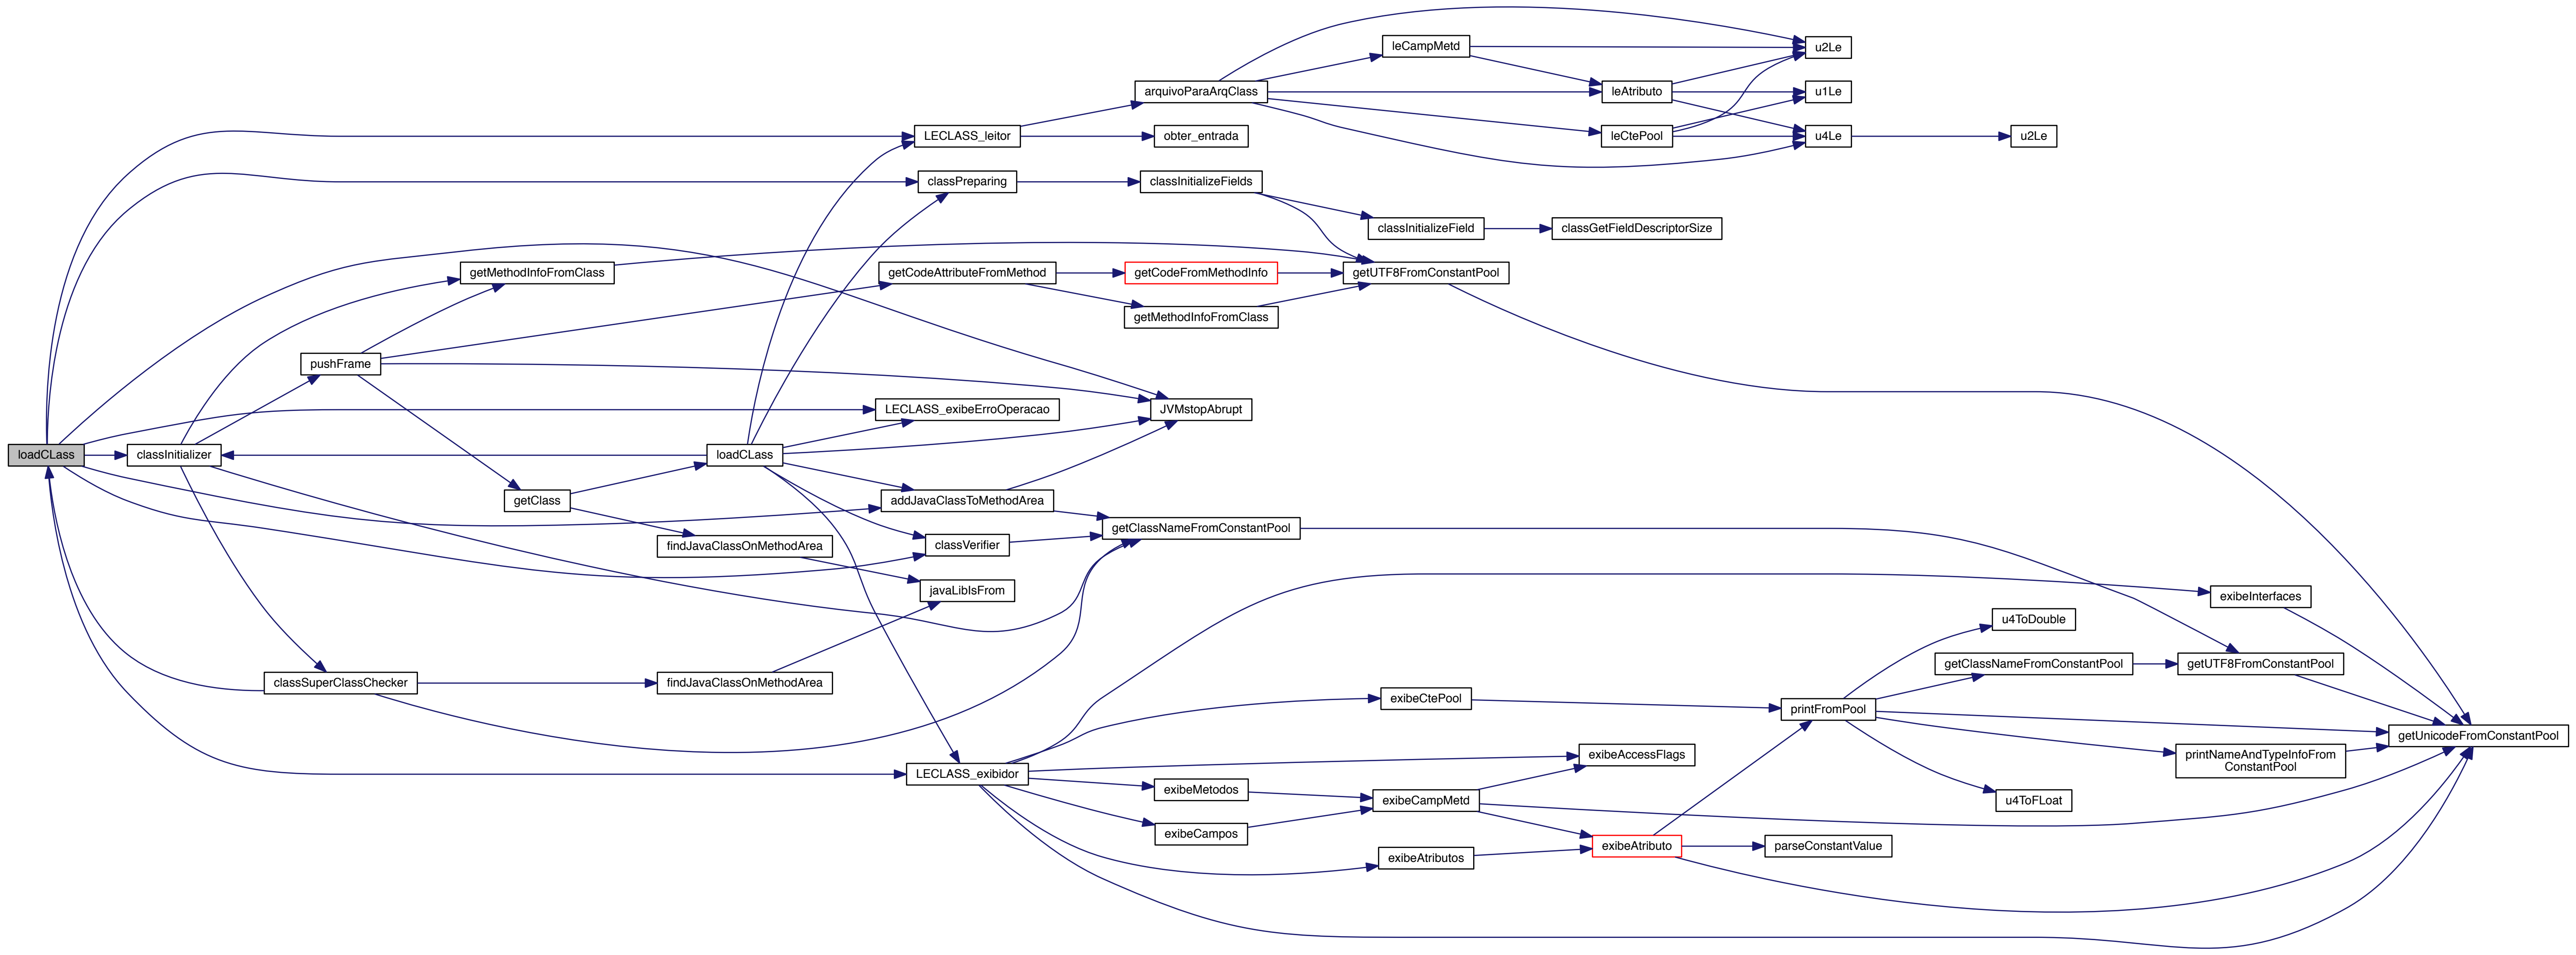 leCampMetd
u2Le
arquivoParaArqClass
leAtributo
u1Le
LECLASS_leitor
obter_entrada
leCtePool
u4Le
u2Le
classPreparing
classInitializeFields
classInitializeField
classGetFieldDescriptorSize
getMethodInfoFromClass
getCodeAttributeFromMethod
getCodeFromMethodInfo
getUTF8FromConstantPool
getMethodInfoFromClass
pushFrame
LECLASS_exibeErroOperacao
JVMstopAbrupt
loadCLass
classInitializer
loadCLass
getClass
addJavaClassToMethodArea
getClassNameFromConstantPool
findJavaClassOnMethodArea
classVerifier
javaLibIsFrom
exibeInterfaces
u4ToDouble
classSuperClassChecker
findJavaClassOnMethodArea
getClassNameFromConstantPool
getUTF8FromConstantPool
exibeCtePool
printFromPool
getUnicodeFromConstantPool
exibeAccessFlags
printNameAndTypeInfoFrom
ConstantPool
LECLASS_exibidor
exibeMetodos
exibeCampMetd
u4ToFLoat
exibeCampos
exibeAtributo
parseConstantValue
exibeAtributos